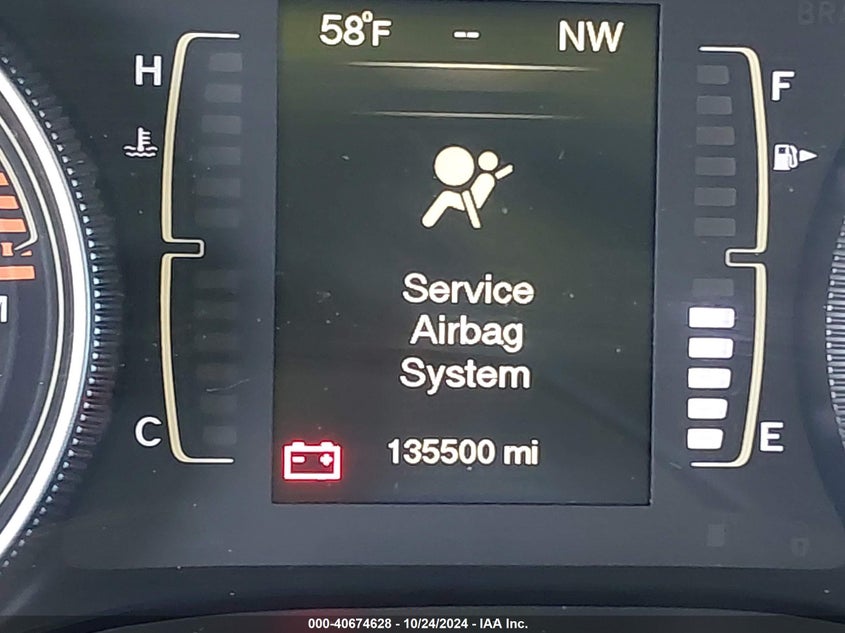 58°F -- NW
H F
Service
Airbag
System
C E
135500 mi
000-40674628 - 10/24/2024 - IAA Inc.